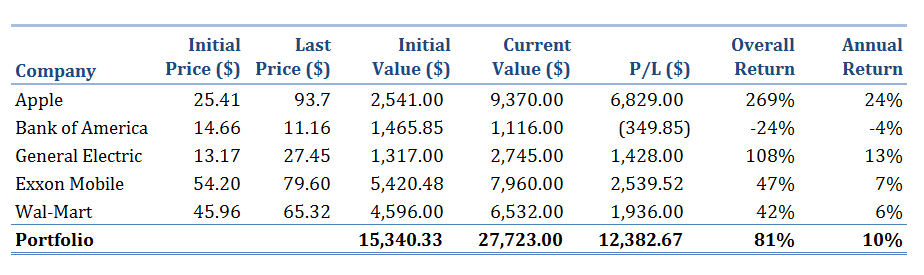 Initial Last Initial Current Overall Annual
Company Price ($) Price ($) Value ($) Value ($) P/L ($) Return Return
Apple 25.41 93.7 2,541.00 9,370.00 6,829.00 269% 24%
Bank of America 14.66 11.16 1,465.85 1,116.00 (349.85) -24% -4%
General Electric 13.17 27.45 1,317.00 2,745.00 1,428.00 108% 13%
Exxon Mobile 54.20 79.60 5,420.48 7,960.00 2,539.52 47% 7%
Wal-Mart 45.96 65.32 4,596.00 6,532.00 1,936.00 42% 6%
Portfolio 15,340.33 27,723.00 12,382.67 81% 10%